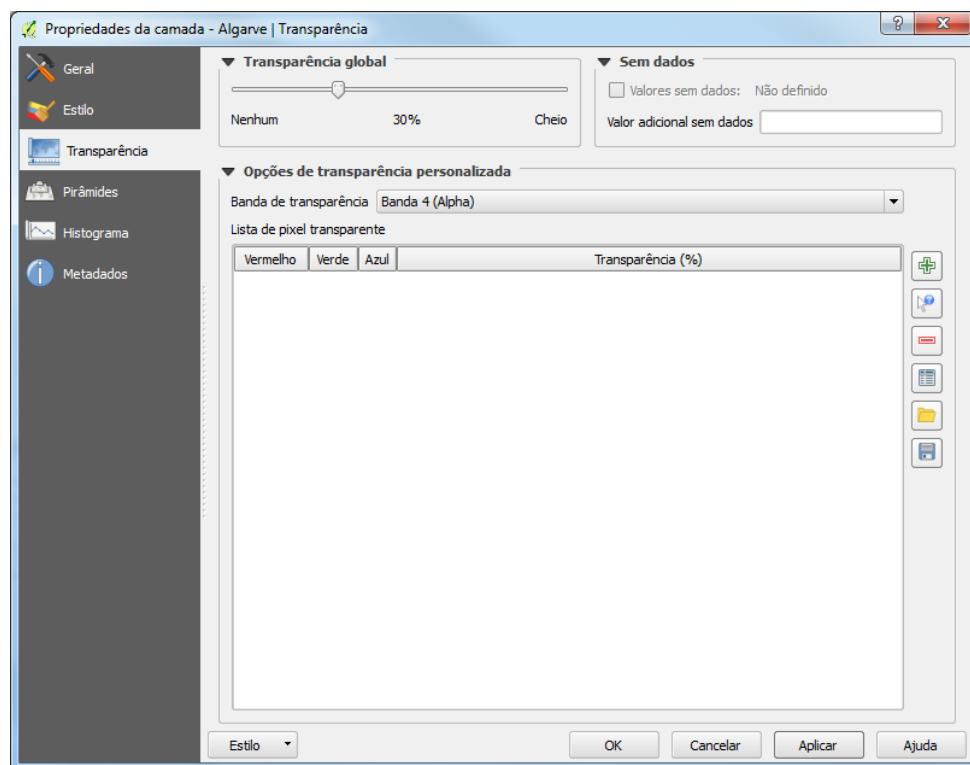 Propriedades da camada - Algarve | Transparência
Geral
Estilo
Transparência
Pirâmides
Histograma
Metadados
Transparência global
Nenhum 30% Cheio
Sem dados
Valores sem dados: Não definido
Valor adicional sem dados
Opções de transparência personalizada
Banda de transparência Banda 4 (Alpha)
Lista de pixel transparente
Vermelho Verde Azul Transparência (%)
Estilo OK Cancelar Aplicar Ajuda